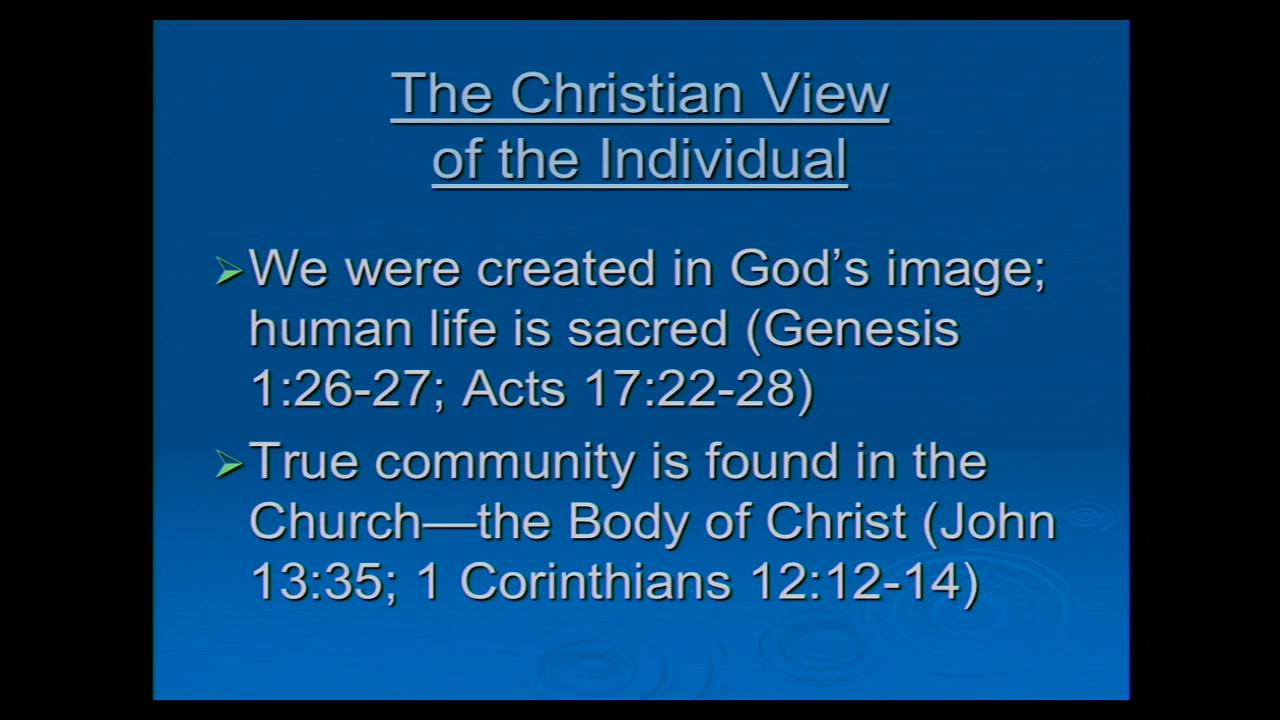 The Christian View
of the Individual
We were created in God’s image;
human life is sacred (Genesis
1:26-27; Acts 17:22-28)
True community is found in the
Church—the Body of Christ (John
13:35; 1 Corinthians 12:12-14)